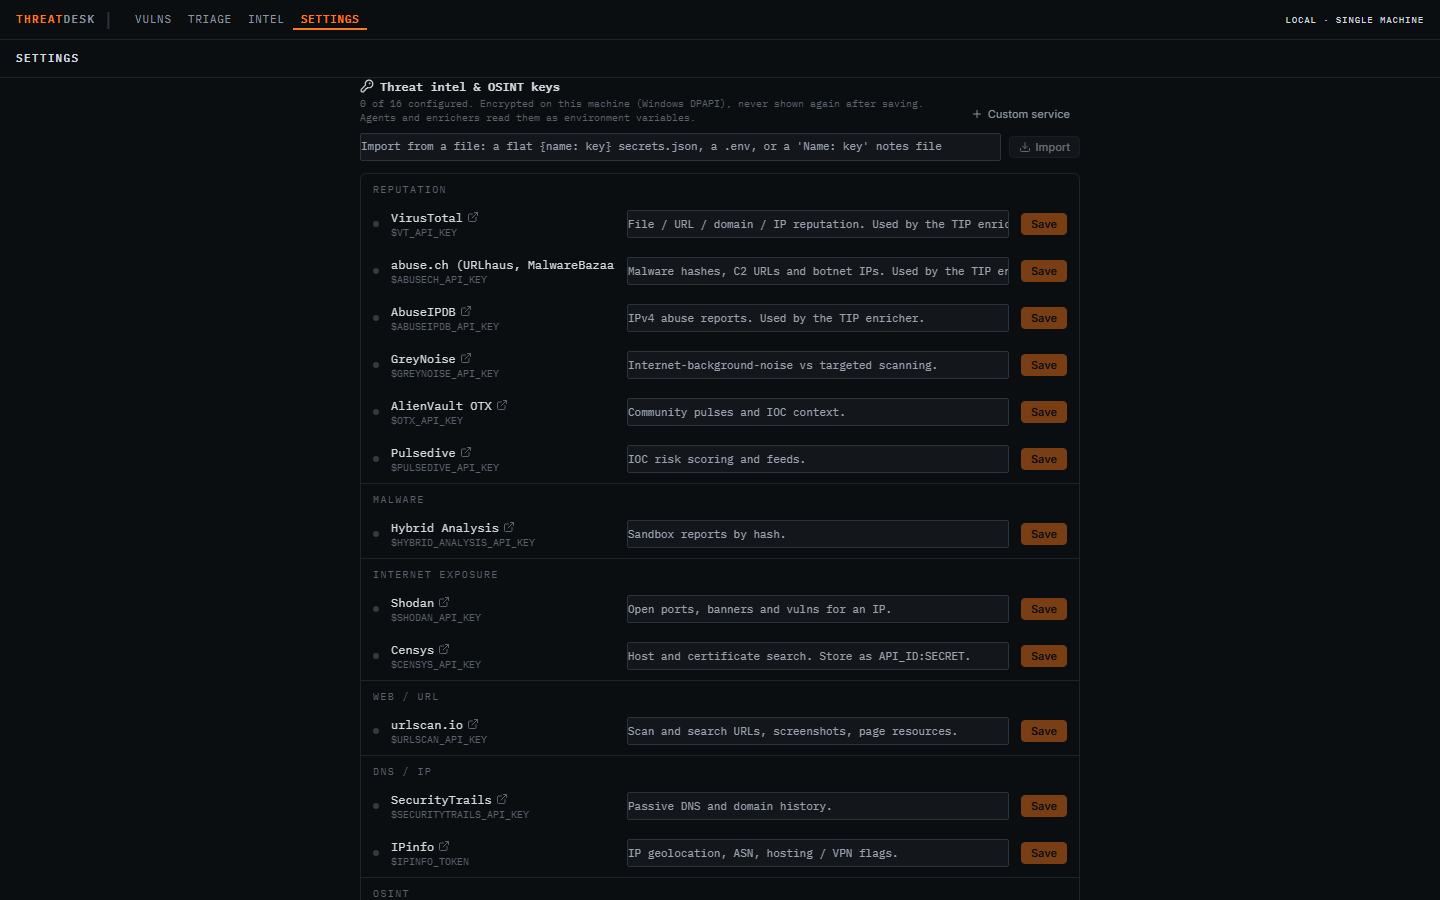 THREATDESK
VULNS TRIAGE INTEL SETTINGS
LOCAL · SINGLE MACHINE
SETTINGS
Threat intel & OSINT keys
0 of 16 configured. Encrypted on this machine (Windows DPAPI), never shown again after saving.
Agents and enrichers read them as environment variables.
Custom service
Import from a file: a flat {name: key} secrets.json, a .env, or a 'Name: key' notes file
Import
REPUTATION
VirusTotal
$VT_API_KEY
File / URL / domain / IP reputation. Used by the TIP enric
Save
abuse.ch (URLhaus, MalwareBazaa
$ABUSECH_API_KEY
Malware hashes, C2 URLs and botnet IPs. Used by the TIP er
Save
AbuseIPDB
$ABUSEIPDB_API_KEY
IPv4 abuse reports. Used by the TIP enricher.
Save
GreyNoise
$GREYNOISE_API_KEY
Internet-background-noise vs targeted scanning.
Save
AlienVault OTX
$OTX_API_KEY
Community pulses and IOC context.
Save
Pulsedive
$PULSEDIVE_API_KEY
IOC risk scoring and feeds.
Save
MALWARE
Hybrid Analysis
$HYBRID_ANALYSIS_API_KEY
Sandbox reports by hash.
Save
INTERNET EXPOSURE
Shodan
$SHODAN_API_KEY
Open ports, banners and vulns for an IP.
Save
Censys
$CENSYS_API_KEY
Host and certificate search. Store as API_ID:SECRET.
Save
WEB / URL
urlscan.io
$URLSCAN_API_KEY
Scan and search URLs, screenshots, page resources.
Save
DNS / IP
SecurityTrails
$SECURITYTRAILS_API_KEY
Passive DNS and domain history.
Save
IPinfo
$IPINFO_TOKEN
IP geolocation, ASN, hosting / VPN flags.
Save
OSINT